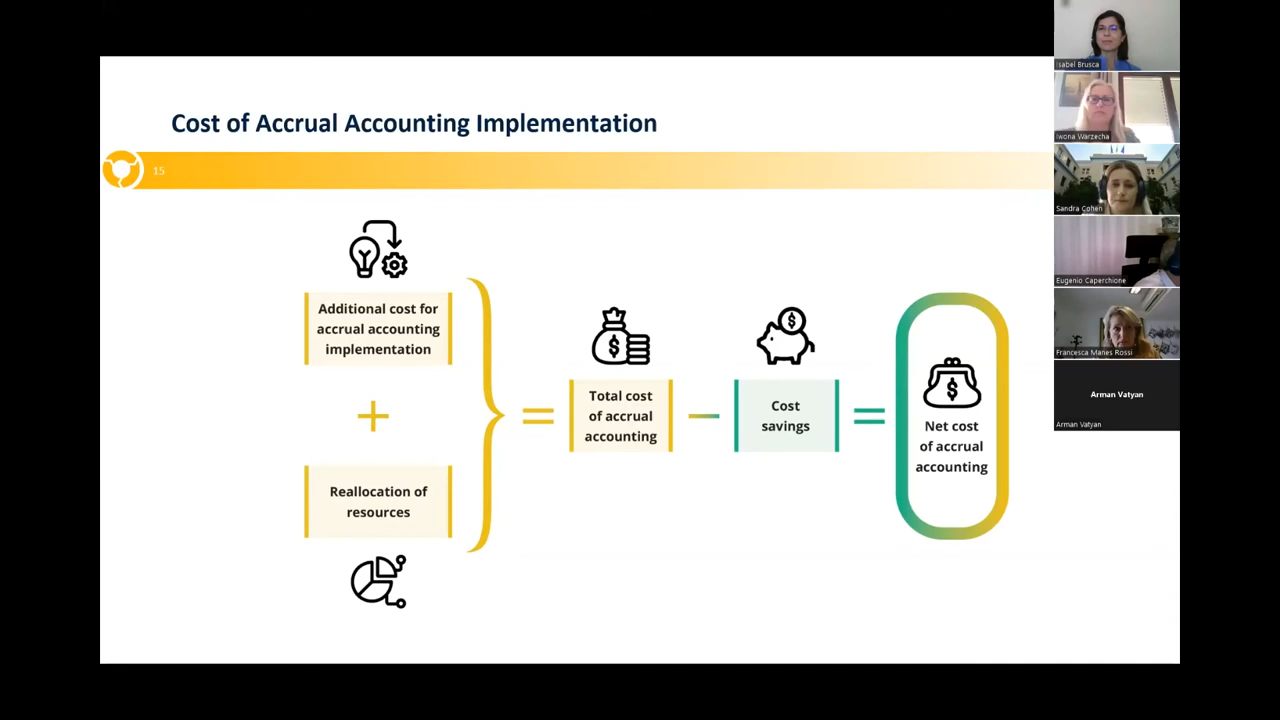 Cost of Accrual Accounting Implementation
15
Additional cost for
accrual accounting
implementation
+
Reallocation of
resources
=
Total cost
of accrual
accounting
−
Cost
savings
=
Net cost
of accrual
accounting
Isabel Brusca
Iwona Warzecha
Sandra Cohen
Eugenio Caperchione
Francesca Manes Rossi
Arman Vatyan
Arman Vatyan